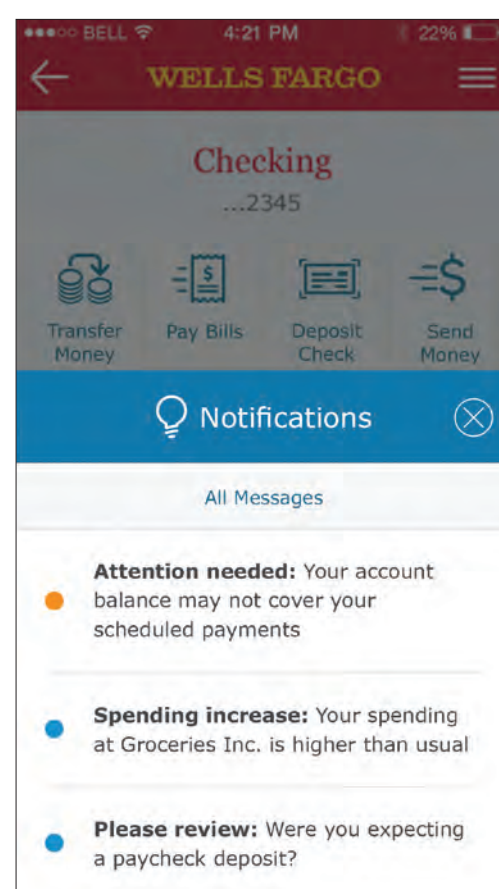 BELL 4:21 PM 22%
WELLS FARGO
Checking
...2345
Transfer Money Pay Bills Deposit Check Send Money
Notifications
All Messages
Attention needed: Your account
balance may not cover your
scheduled payments
Spending increase: Your spending
at Groceries Inc. is higher than usual
Please review: Were you expecting
a paycheck deposit?